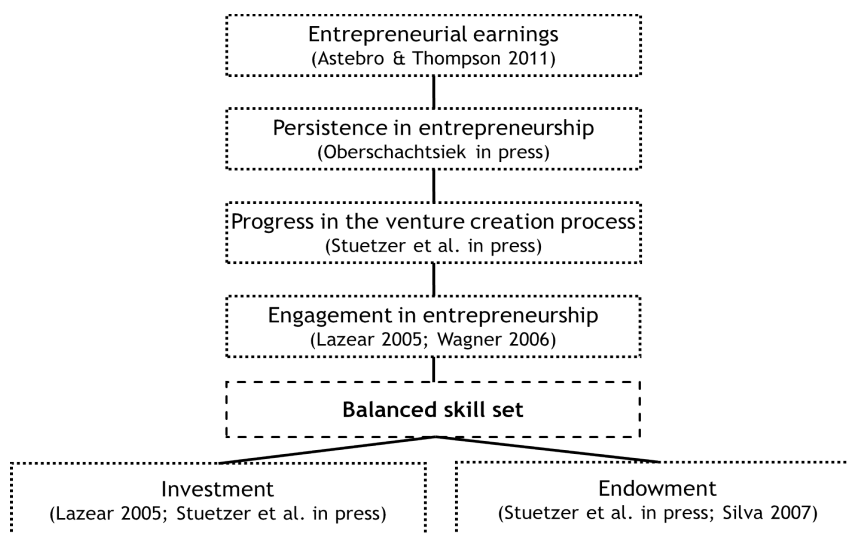 Entrepreneurial earnings
(Astebro & Thompson 2011)
Persistence in entrepreneurship
(Oberschachtsiek in press)
Progress in the venture creation process
(Stuetzer et al. in press)
Engagement in entrepreneurship
(Lazear 2005; Wagner 2006)
Balanced skill set
Investment
(Lazear 2005; Stuetzer et al. in press)
Endowment
(Stuetzer et al. in press; Silva 2007)